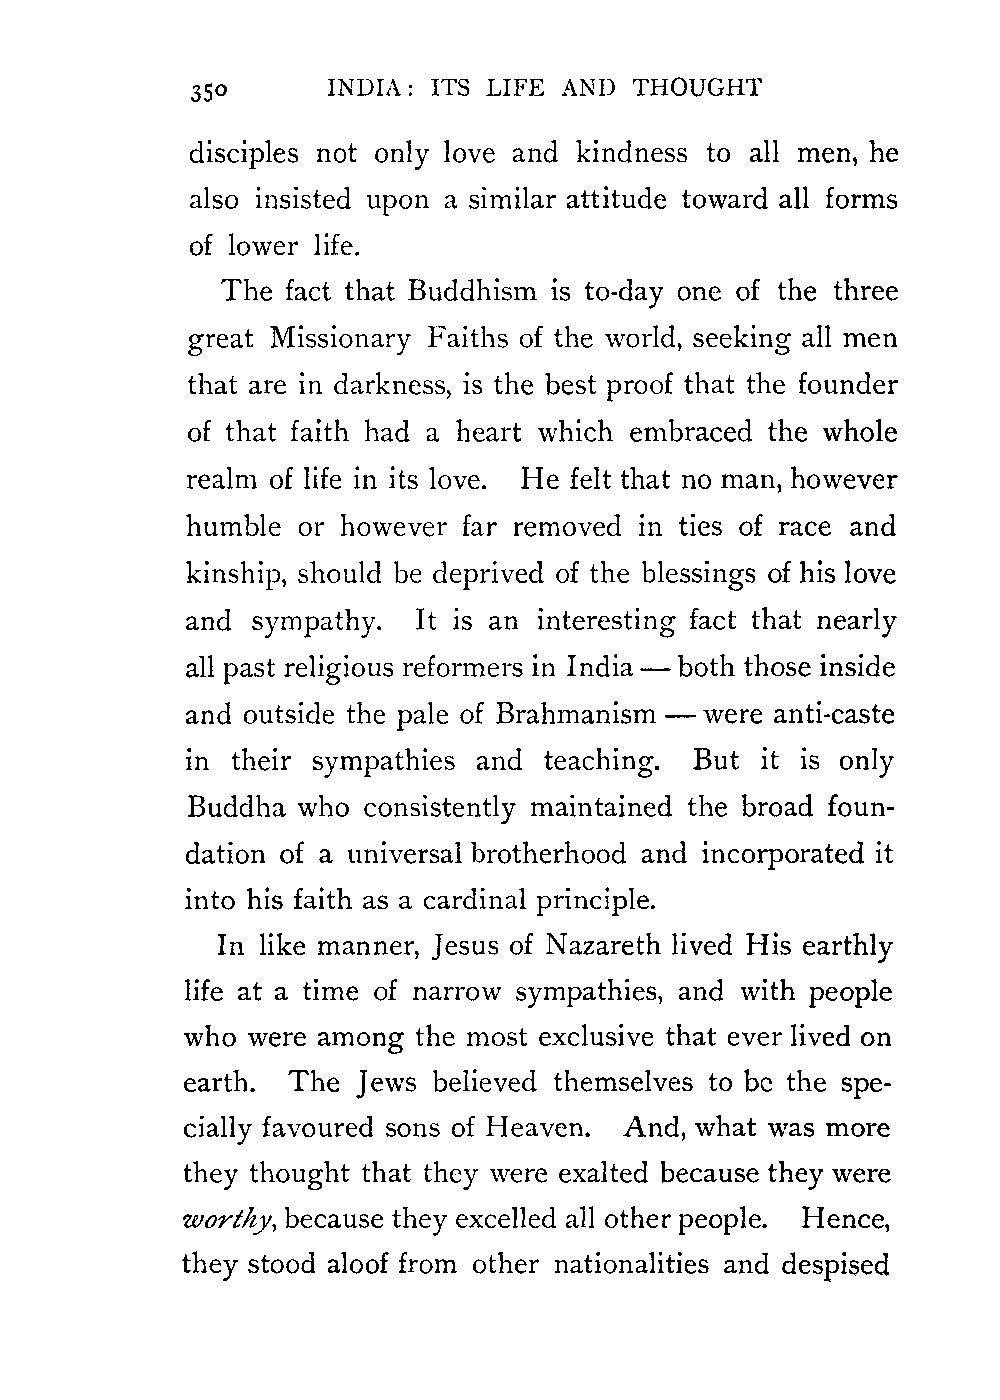 350 INDIA: ITS LIFE AND THOUGHT
disciples not only love and kindness to all men, he
also insisted upon a similar attitude toward all forms
of lower life.
The fact that Buddhism is to-day one of the three
great Missionary Faiths of the world, seeking all men
that are in darkness, is the best proof that the founder
of that faith had a heart which embraced the whole
realm of life in its love. He felt that no man, however
humble or however far removed in ties of race and
kinship, should be deprived of the blessings of his love
and sympathy. It is an interesting fact that nearly
all past religious reformers in India — both those inside
and outside the pale of Brahmanism — were anti-caste
in their sympathies and teaching. But it is only
Buddha who consistently maintained the broad foun-
dation of a universal brotherhood and incorporated it
into his faith as a cardinal principle.
In like manner, Jesus of Nazareth lived His earthly
life at a time of narrow sympathies, and with people
who were among the most exclusive that ever lived on
earth. The Jews believed themselves to be the spe-
cially favoured sons of Heaven. And, what was more
they thought that they were exalted because they were
worthy, because they excelled all other people. Hence,
they stood aloof from other nationalities and despised